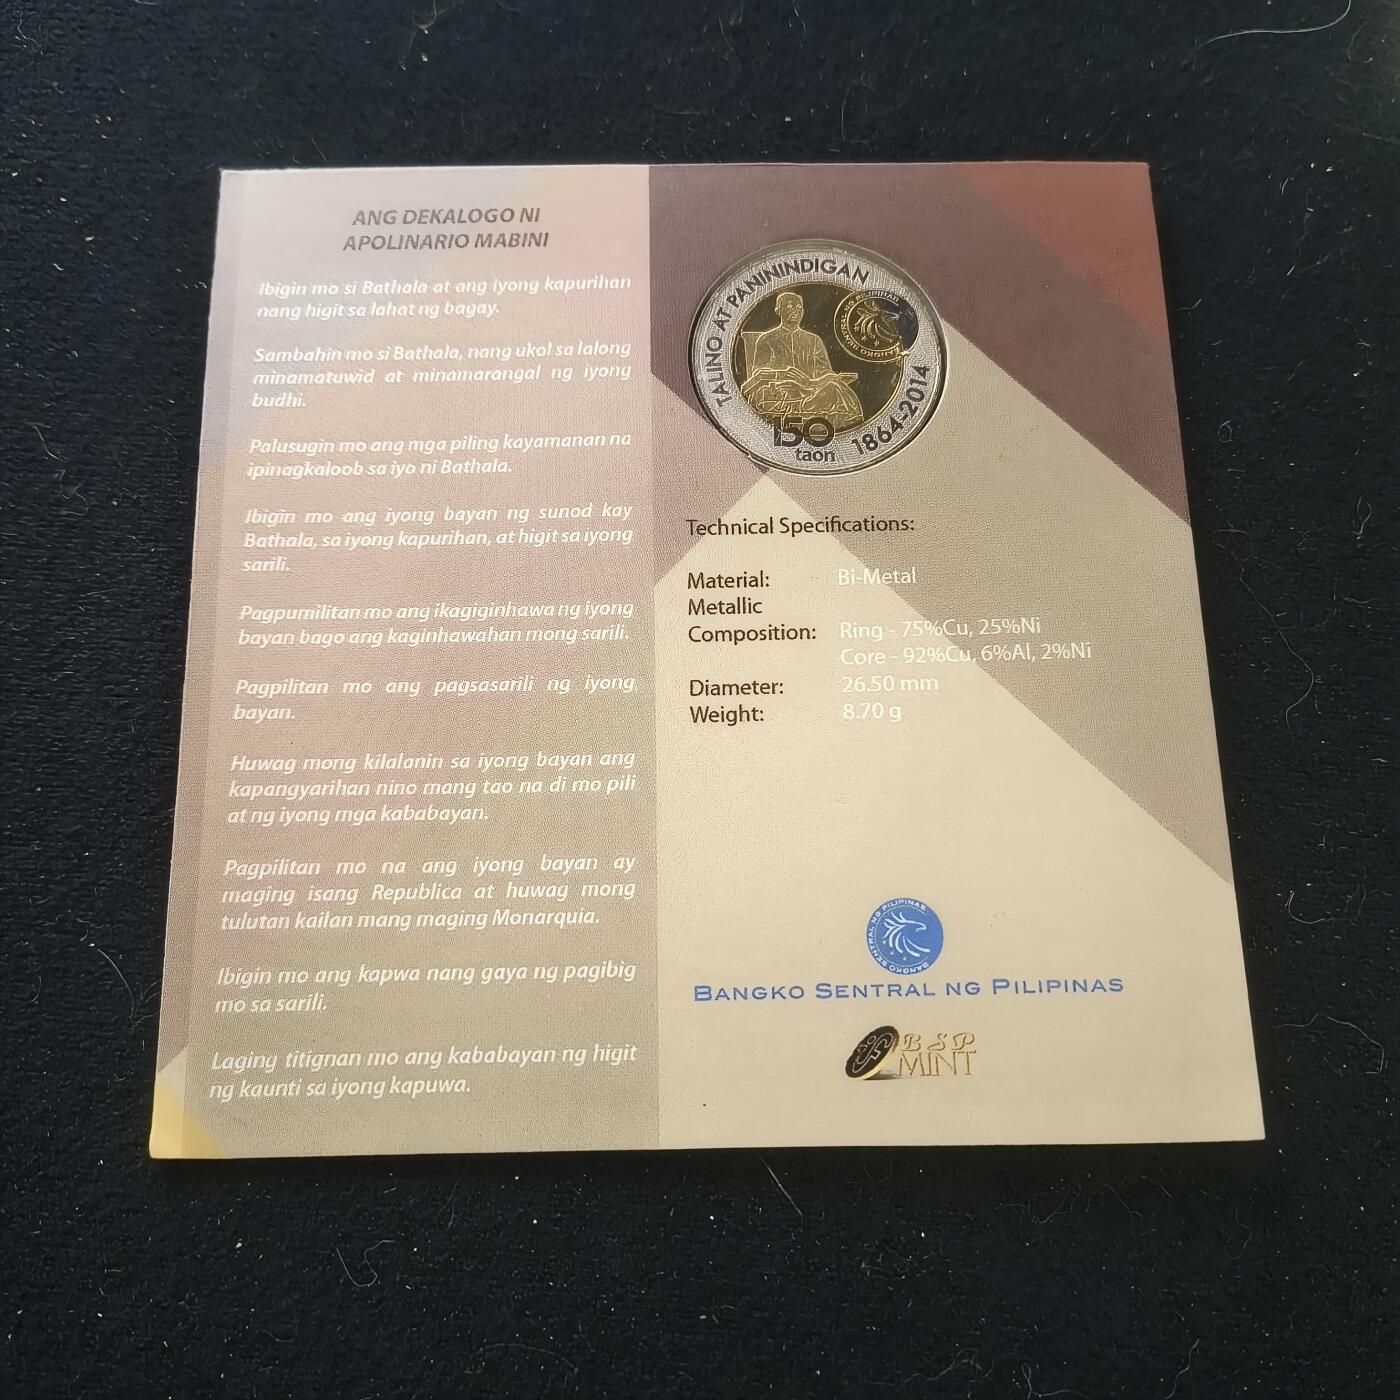 ANG DEKALOGO NI
APOLINARIO MABINI
Ibigin mo si Bathala at ang iyong kapurihan
nang higit sa lahat ng bagay.
Sambahin mo si Bathala, nang ukol sa lalong
minamatuwid at minamarangal ng iyong
budhi.
Palusugin mo ang mga piling kayamanan na
ipinagkaloob sa iyo ni Bathala.
Ibigin mo ang iyong bayan ng sunod kay
Bathala, sa iyong kapurihan, at higit sa iyong
sarili.
Pagpumilitan mo ang ikagiginhawa ng iyong
bayan bago ang kaginhawahan mong sarili.
Pagpilitan mo ang pagsasarili ng iyong
bayan.
Huwag mong kilalanin sa iyong bayan ang
kapangyarihan nino mang tao na di mo pili
at ng iyong mga kababayan.
Pagpilitan mo na ang iyong bayan ay
maging isang Republica at huwag mong
tulutan kailan mang maging Monarquia.
Ibigin mo ang kapwa nang gaya ng pagibig
mo sa sarili.
Laging titignan mo ang kababayan ng higit
ng kaunti sa iyong kapuwa.
TALINO AT PANININDIGAN
BANGKO SENTRAL NG PILIPINAS
150
taon
1864-2014
Technical Specifications:
Material: Bi-Metal
Metallic
Composition: Ring - 75%Cu, 25%Ni
Core - 92%Cu, 6%Al, 2%Ni
Diameter: 26.50 mm
Weight: 8.70 g
BANGKO SENTRAL NG PILIPINAS
BANGKO SENTRAL NG PILIPINAS
BSP
MINT